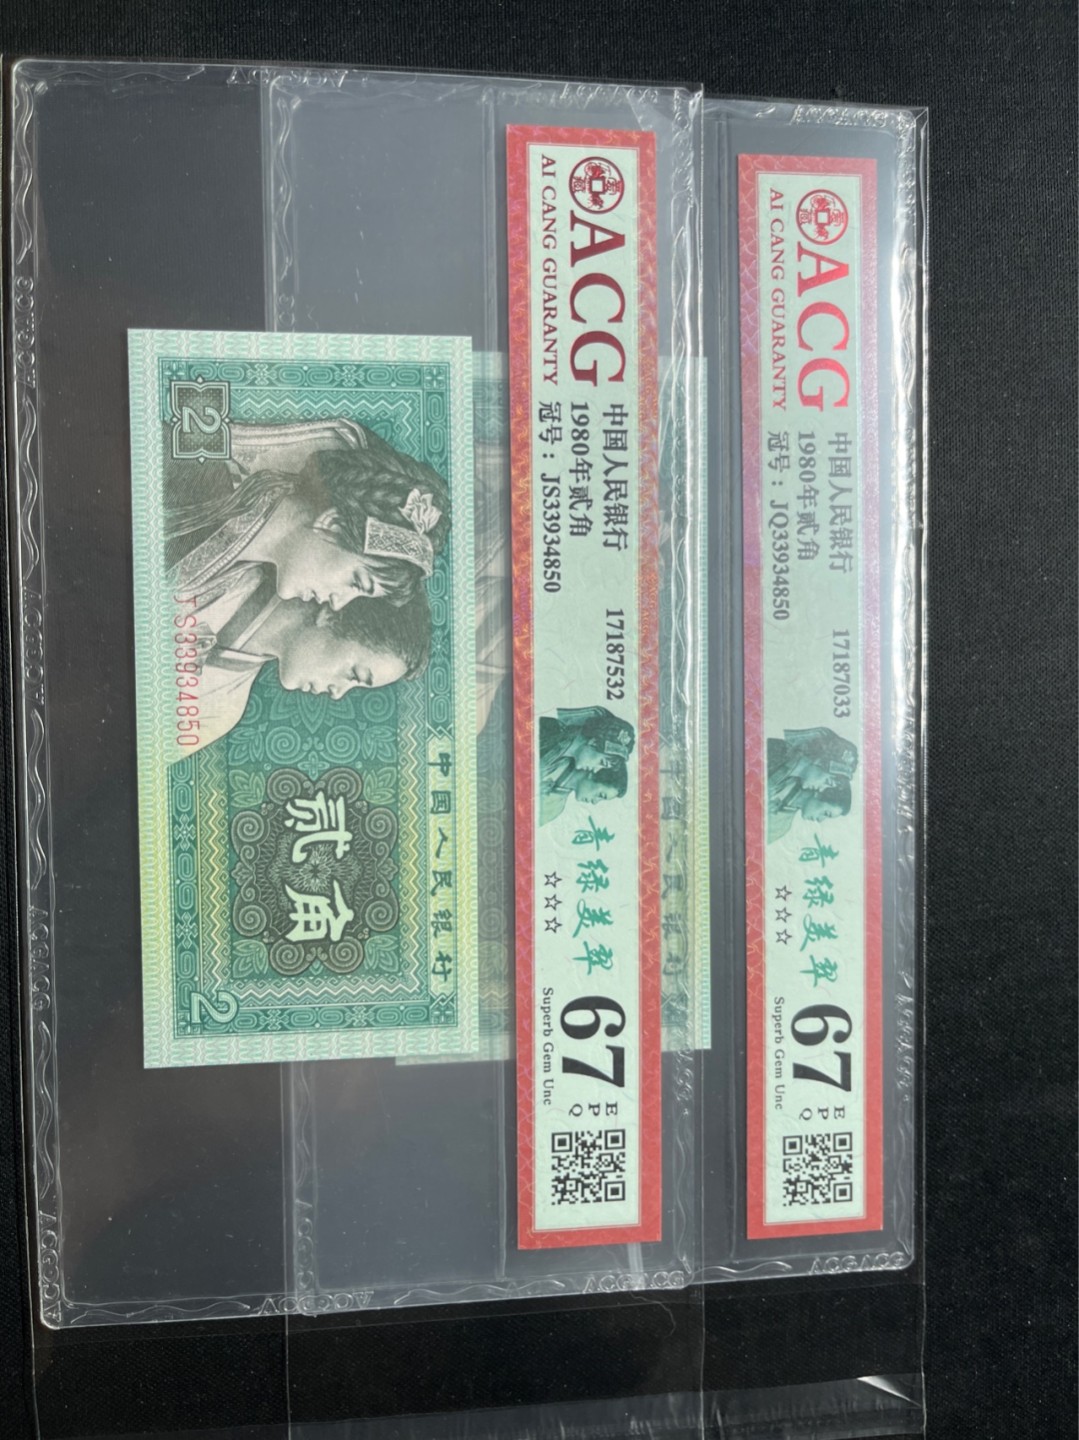 ACG
AI CANG GUARANTY
中国人民银行 17187033
1980年贰角
冠号：JQ33934850
青绿美翠
☆☆☆
67 EPQ
Superb Gem Unc
ACG
AI CANG GUARANTY
中国人民银行 17187532
1980年贰角
冠号：JS33934850
青绿美翠
☆☆☆
67 EPQ
Superb Gem Unc
中国人民银行
2
贰角
JS33934850
2